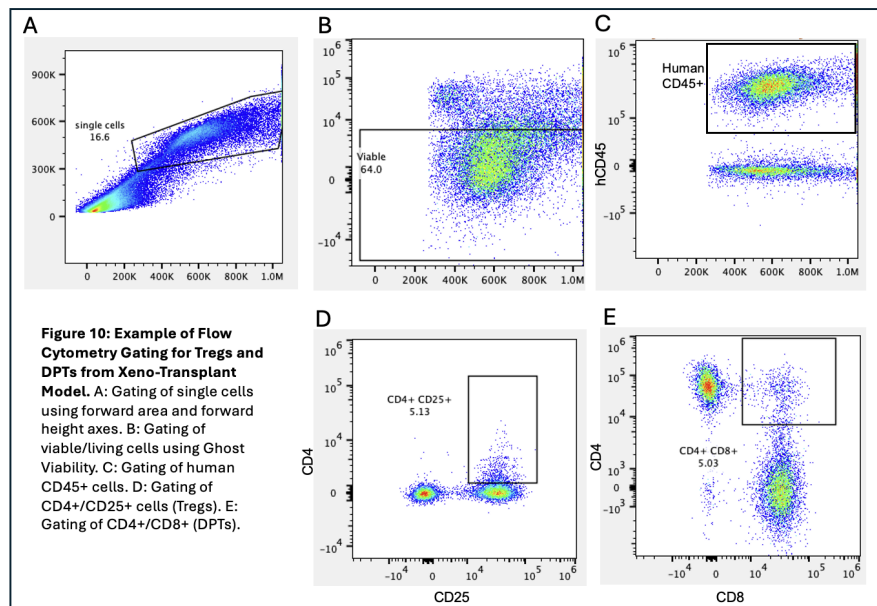 A
900K
600K
300K
0
single cells
16.6
0
200K
400K
600K
800K
1.0M
B
10^6
10^5
10^4
0
-10^4
Viable
64.0
0
200K
400K
600K
800K
1.0M
C
10^6
10^5
0
-10^5
hCD45
Human
CD45+
0
200K
400K
600K
800K
1.0M
Figure 10: Example of Flow
Cytometry Gating for Tregs and
DPTs from Xeno-Transplant
Model. A: Gating of single cells
using forward area and forward
height axes. B: Gating of
viable/living cells using Ghost
Viability. C: Gating of human
CD45+ cells. D: Gating of
CD4+/CD25+ cells (Tregs). E:
Gating of CD4+/CD8+ (DPTs).
D
10^6
10^5
10^4
0
-10^4
CD4
CD4+ CD25+
5.13
-10^4
0
10^4
10^5
10^6
CD25
E
10^6
10^5
10^4
10^3
0
-10^3
CD4
CD4+ CD8+
5.03
-10^4
0
10^4
10^5
10^6
CD8